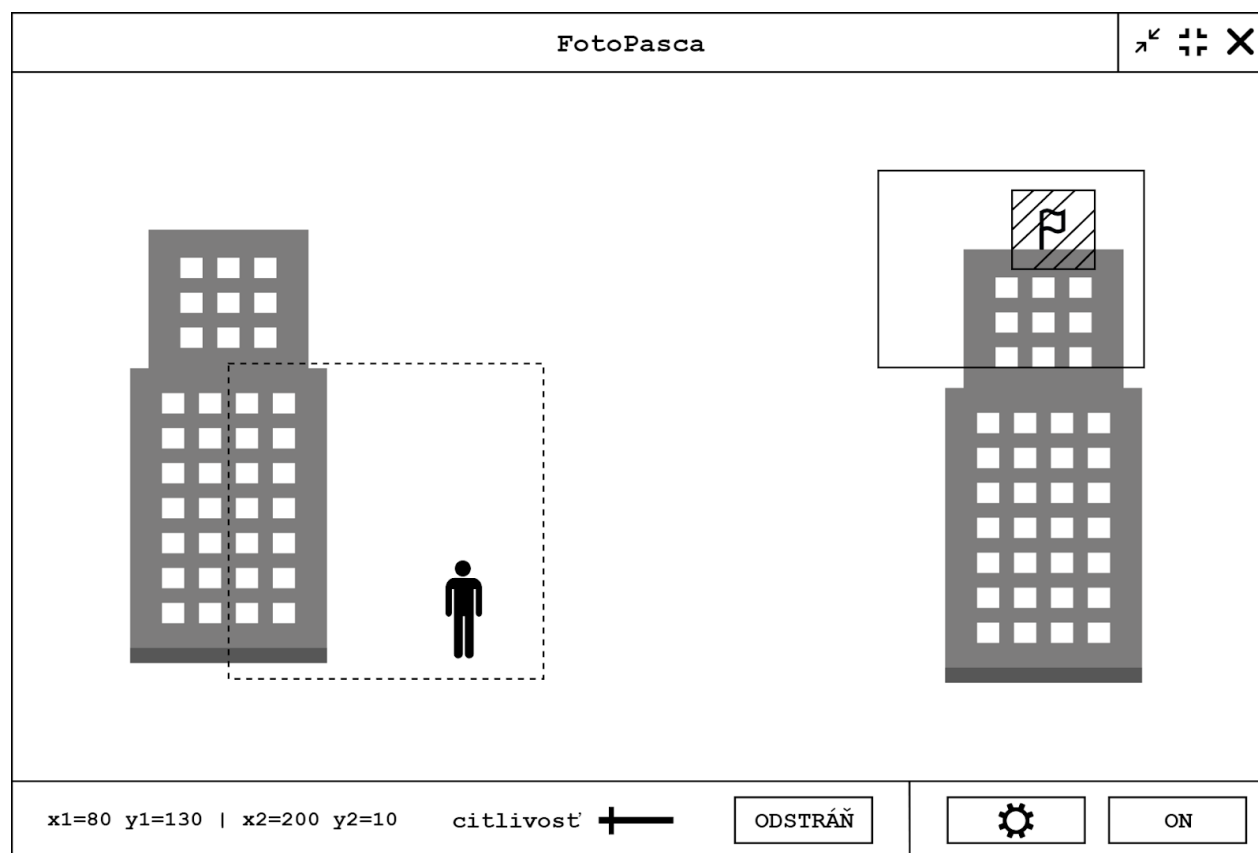 FotoPasca
x1=80 y1=130 | x2=200 y2=10
citlivosť
ODSTRÁŇ
ON